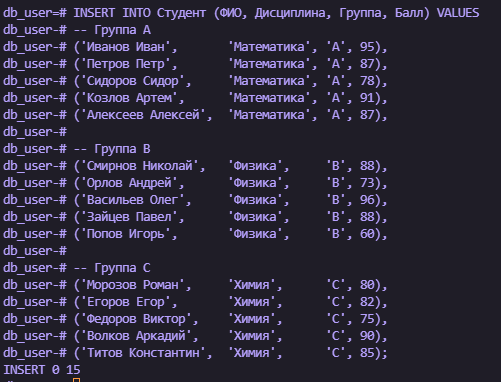 db_user=# INSERT INTO Студент (ФИО, Дисциплина, Группа, Балл) VALUES
db_user-# -- Группа A
db_user-# ('Иванов Иван',       'Математика', 'A', 95),
db_user-# ('Петров Петр',       'Математика', 'A', 87),
db_user-# ('Сидоров Сидор',     'Математика', 'A', 78),
db_user-# ('Козлов Артем',      'Математика', 'A', 91),
db_user-# ('Алексеев Алексей',  'Математика', 'A', 87),
db_user-#
db_user-# -- Группа B
db_user-# ('Смирнов Николай',   'Физика',     'B', 88),
db_user-# ('Орлов Андрей',      'Физика',     'B', 73),
db_user-# ('Васильев Олег',     'Физика',     'B', 96),
db_user-# ('Зайцев Павел',      'Физика',     'B', 88),
db_user-# ('Попов Игорь',       'Физика',     'B', 60),
db_user-#
db_user-# -- Группа C
db_user-# ('Морозов Роман',     'Химия',      'C', 80),
db_user-# ('Егоров Егор',       'Химия',      'C', 82),
db_user-# ('Федоров Виктор',    'Химия',      'C', 75),
db_user-# ('Волков Аркадий',    'Химия',      'C', 90),
db_user-# ('Титов Константин',  'Химия',      'C', 85);
INSERT 0 15